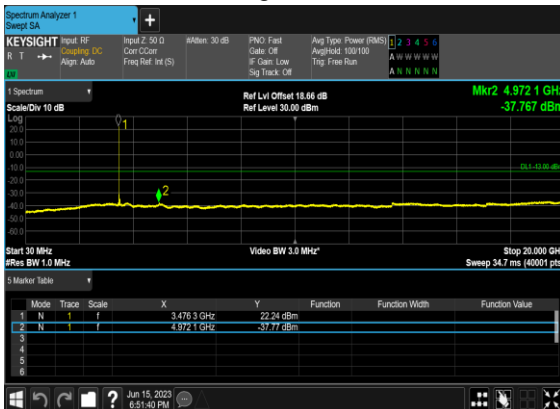 Spectrum Analyzer 1
Swept SA
+
KEYSIGHT Input: RF Input Z: 50 Ω #Atten: 30 dB PNO: Fast Avg Type: Power (RMS) 1 2 3 4 5 6
R T Coupling: DC Corr CCorr Gate: Off Avg|Hold: 100/100 A W W W W W
Align: Auto Freq Ref: Int (S) IF Gain: Low Trig: Free Run
Sig Track: Off A N N N N N
1 Spectrum Ref Lvl Offset 18.66 dB Mkr2 4.972 1 GHz
Scale/Div 10 dB Ref Level 30.00 dBm -37.767 dBm
Log
20.0
10.0
0.00
-10.0
-20.0
-30.0
-40.0
-50.0
-60.0
1
2
DL1 -13.00 dBm
Start 30 MHz Video BW 3.0 MHz* Stop 20.000 GHz
#Res BW 1.0 MHz Sweep 34.7 ms (40001 pts)
5 Marker Table
Mode Trace Scale X Y Function Function Width Function Value
1 N 1 f 3.476 3 GHz 22.24 dBm
2 N 1 f 4.972 1 GHz -37.77 dBm
3
4
5
6
? Jun 15, 2023
6:51:40 PM